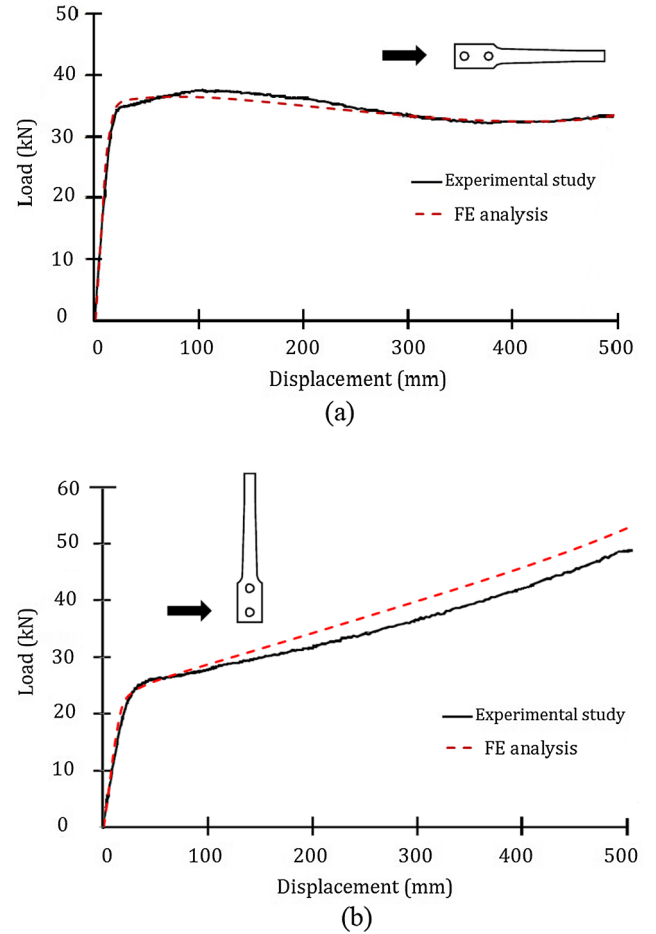 50
40
30
20
10
0
Load (kN)
Experimental study
FE analysis
0 100 200 300 400 500
Displacement (mm)
(a)
60
50
40
30
20
10
0
Load (kN)
Experimental study
FE analysis
0 100 200 300 400 500
Displacement (mm)
(b)